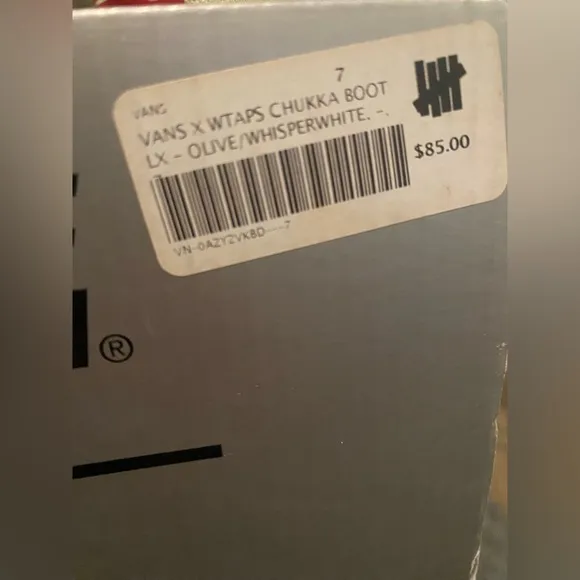 7
VANS
VANS X WTAPS CHUKKA BOOT
LX - OLIVE/WHISPERWHITE. -.
$85.00
VN-0AZY2VKBD---7
®